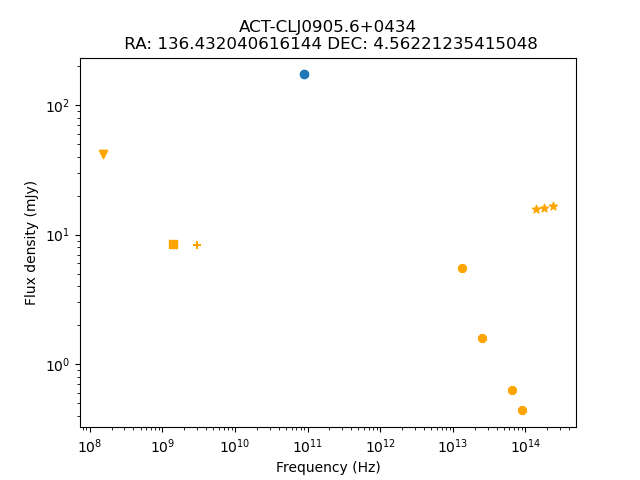 ACT-CLJ0905.6+0434
RA: 136.432040616144 DEC: 4.56221235415048
Flux density (mJy)
10²
10¹
10⁰
10⁸ 10⁹ 10¹⁰ 10¹¹ 10¹² 10¹³ 10¹⁴
Frequency (Hz)